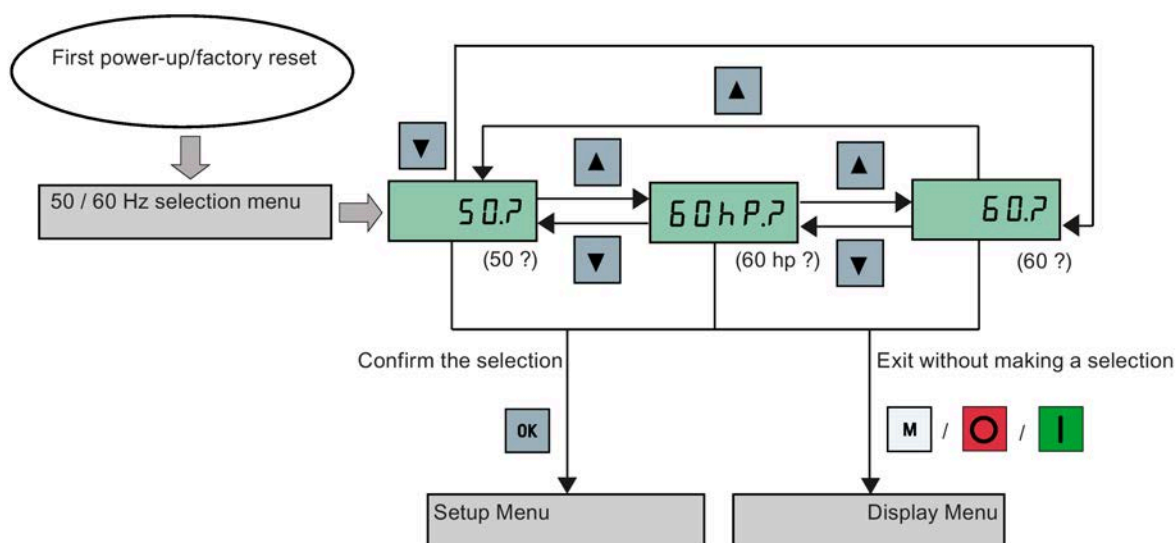 First power-up/factory reset
50 / 60 Hz selection menu
50.?
60hP.?
60.?
(50 ?)
(60 hp ?)
(60 ?)
Confirm the selection
Exit without making a selection
OK
M / O / I
Setup Menu
Display Menu